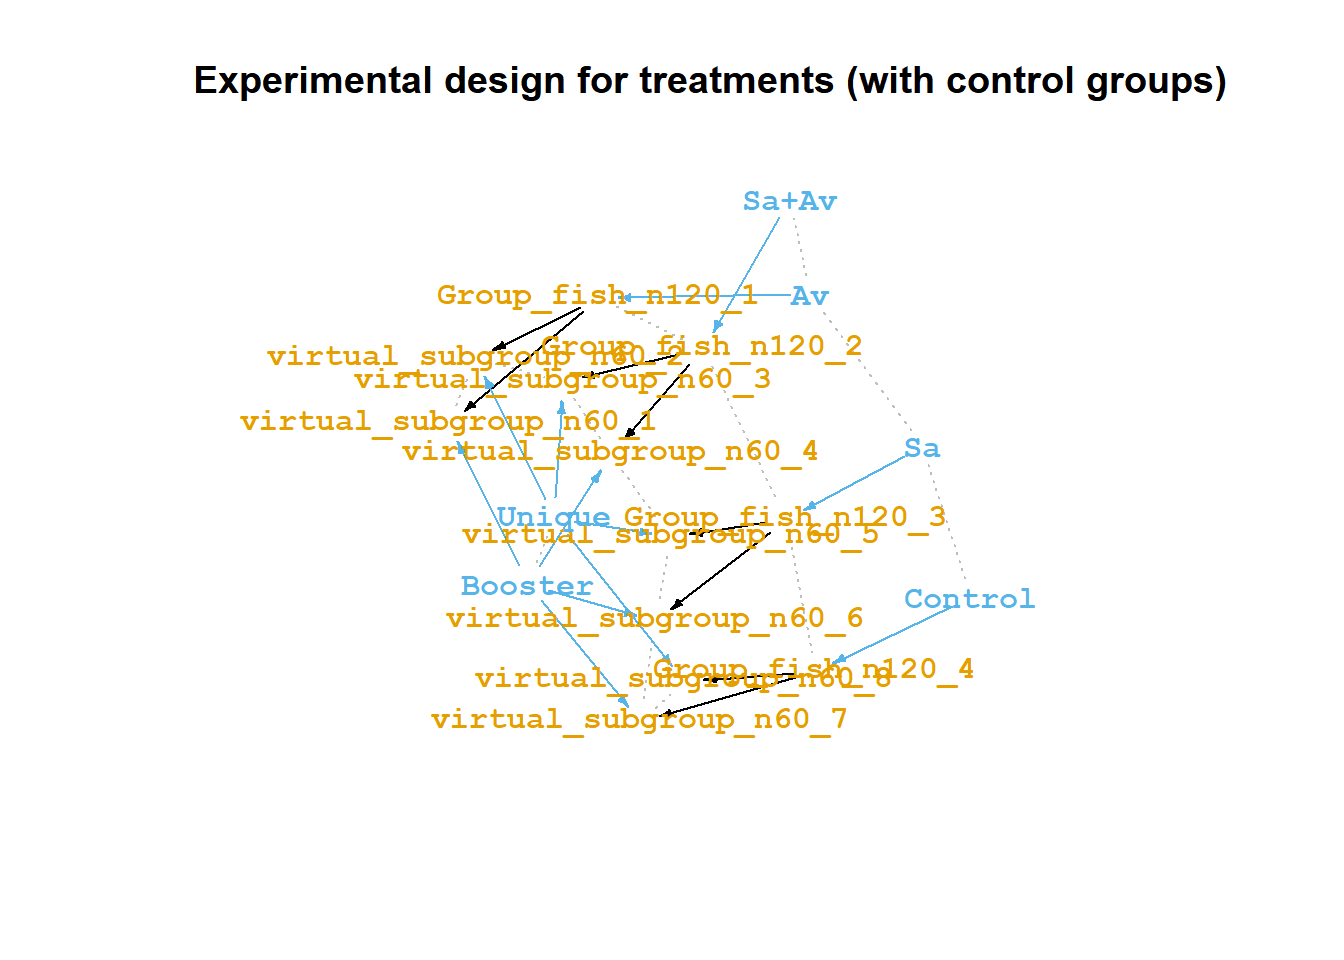 Experimental design for treatments (with control groups)
Sa+Av
Group_fish_n120_1
Av
Group_fish_n120_2
virtual_subgroup_n60_2
virtual_subgroup_n60_3
virtual_subgroup_n60_1
virtual_subgroup_n60_4
Sa
Unique
Group_fish_n120_3
virtual_subgroup_n60_5
Booster
Control
virtual_subgroup_n60_6
Group_fish_n120_4
virtual_subgroup_n60_8
virtual_subgroup_n60_7